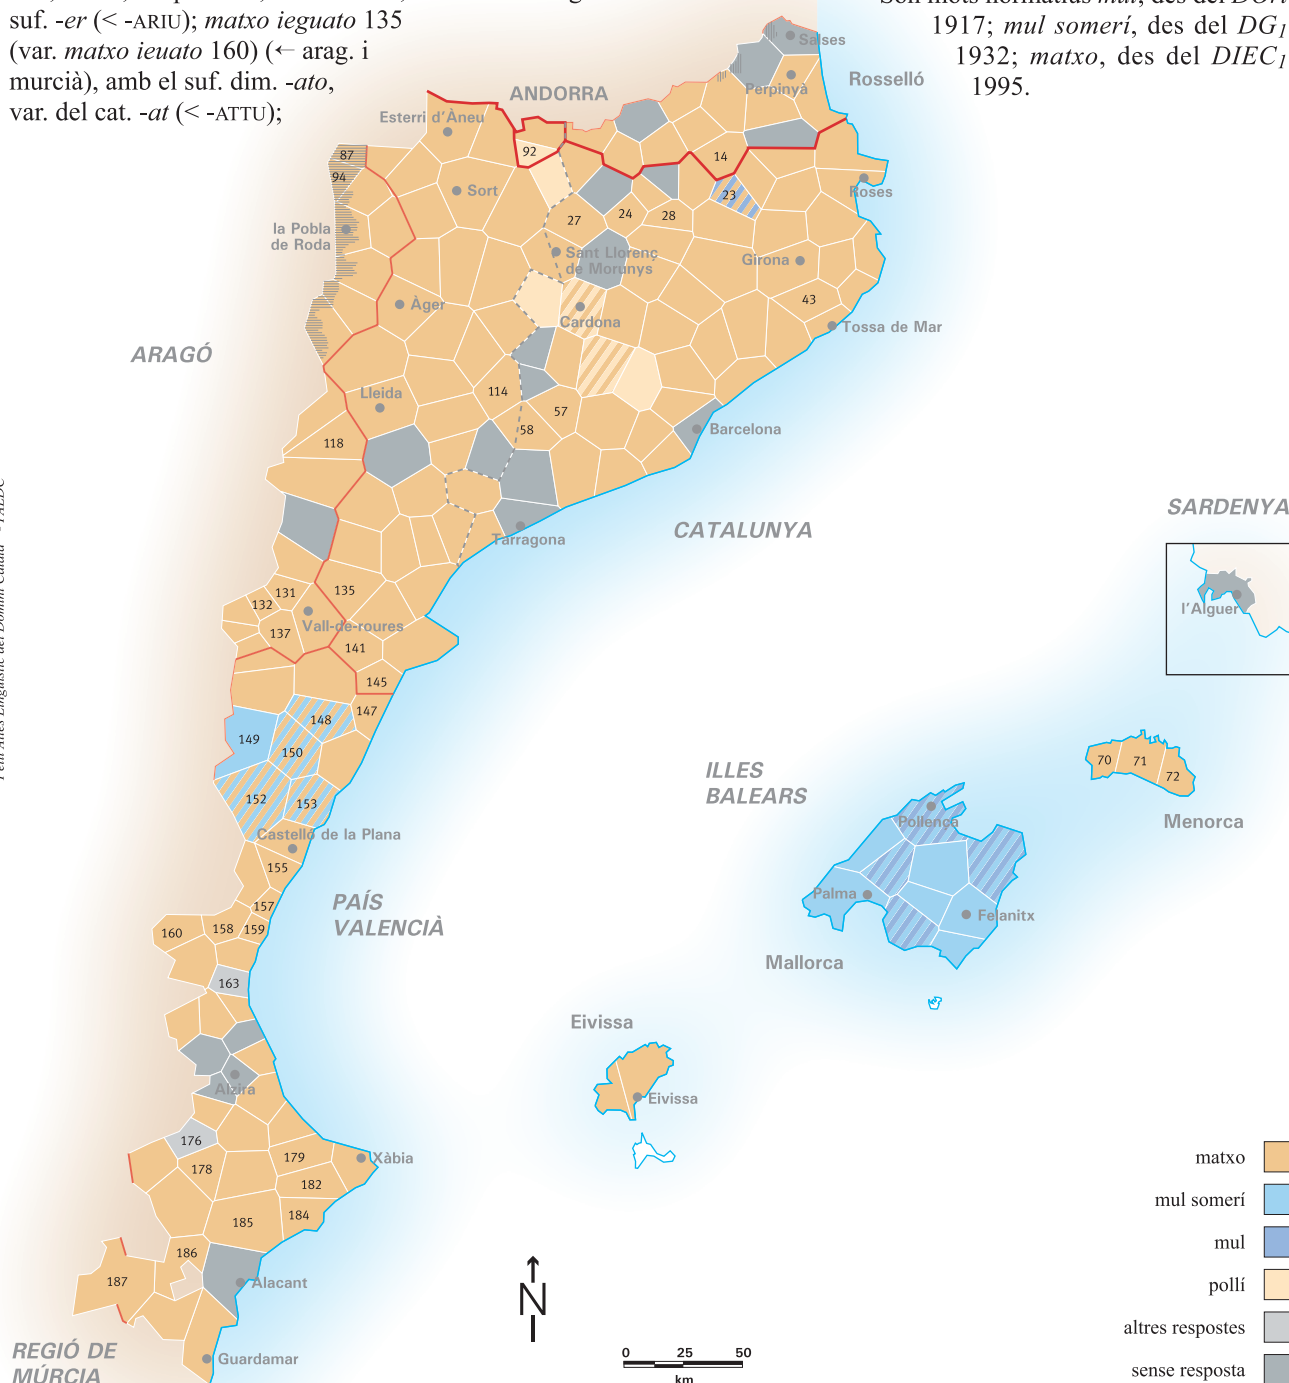 suf. -er (< -ARIU); matxo ieguato 135
(var. matxo ieuato 160) (← arag. i
murcià), amb el suf. dim. -ato,
var. del cat. -at (< -ATTU);
1917; mul somerí, des del DG1
1932; matxo, des del DIEC1
1995.
Salses
Rosselló
Perpinyà
ANDORRA
Esterri d'Àneu
87
92
14
94
Sort
23
Roses
la Pobla
de Roda
27
24
28
Sant Llorenç
de Morunys
Girona
Àger
43
Cardona
Tossa de Mar
ARAGÓ
Lleida
114
57
58
Barcelona
118
SARDENYA
CATALUNYA
Tarragona
l'Alguer
131
135
132
Vall-de-roures
137
141
145
147
148
149
150
152
153
70
71
72
ILLES
BALEARS
Menorca
Pollença
Castelló de la Plana
155
Palma
Felanitx
157
PAÍS
VALENCIÀ
160
158
159
Mallorca
163
Eivissa
Alzira
Eivissa
176
178
179
Xàbia
182
185
184
186
187
Alacant
N
REGIÓ DE
MÚRCIA
Guardamar
0 25 50
km
matxo
mul somerí
mul
pollí
altres respostes
sense resposta